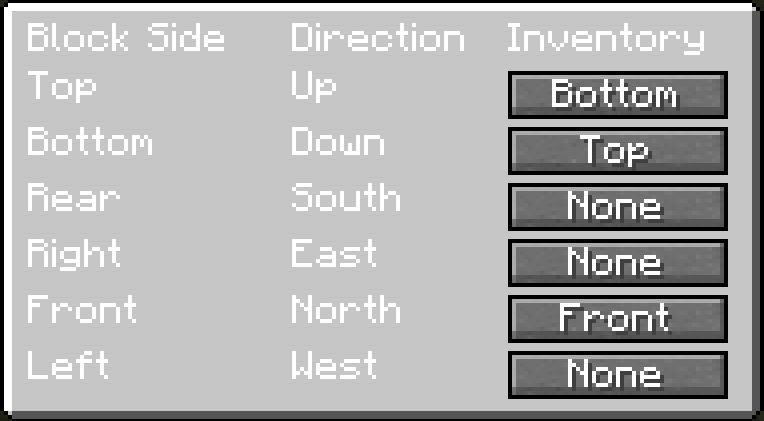 Block Side Direction Inventory
Top Up Bottom
Bottom Down Top
Rear South None
Right East None
Front North Front
Left West None